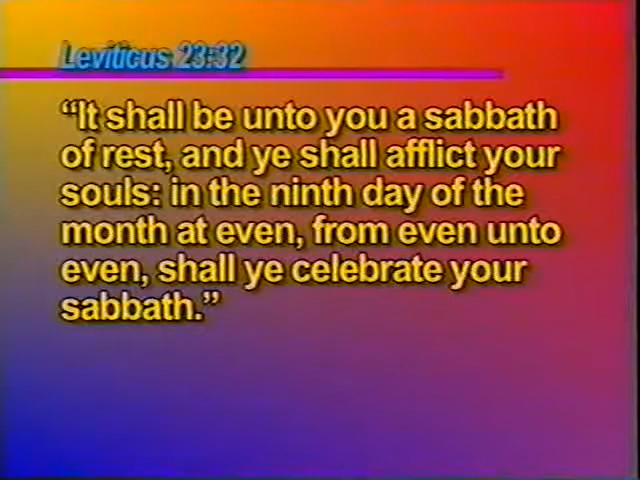 Leviticus 23:32
“It shall be unto you a sabbath
of rest, and ye shall afflict your
souls: in the ninth day of the
month at even, from even unto
even, shall ye celebrate your
sabbath.”